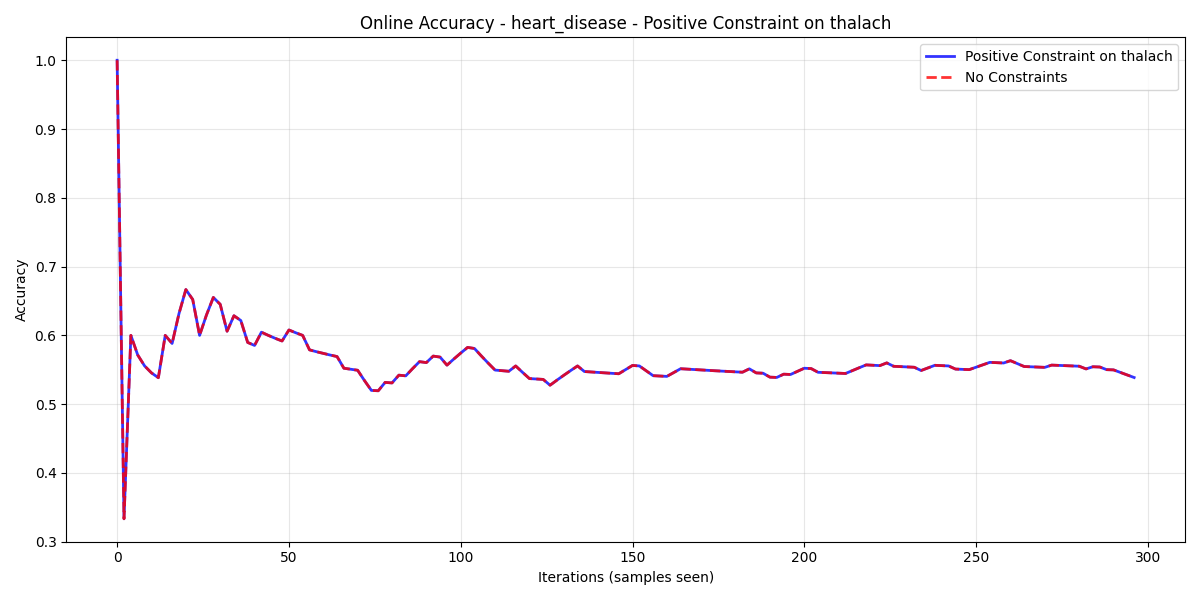 Online Accuracy - heart_disease - Positive Constraint on thalach
Positive Constraint on thalach
No Constraints
1.0
0.9
0.8
0.7
0.6
0.5
0.4
0.3
Accuracy
0 50 100 150 200 250 300
Iterations (samples seen)